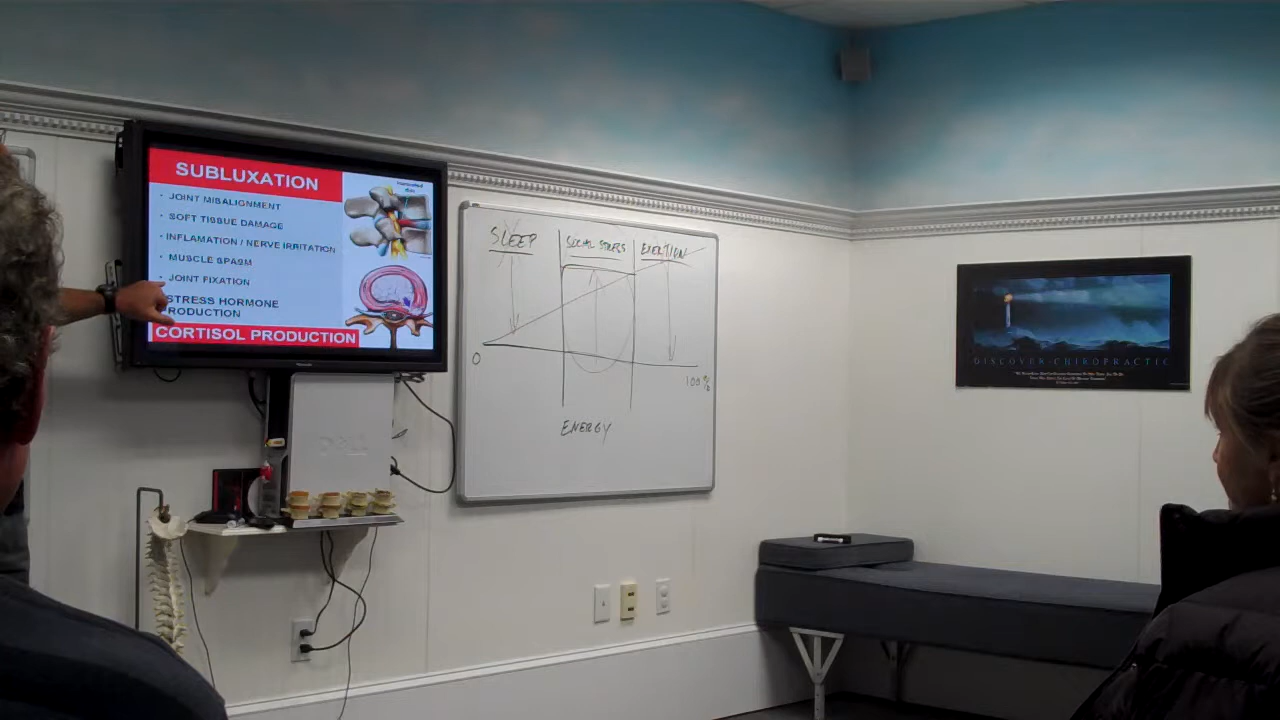 SUBLUXATION
JOINT MISALIGNMENT
SOFT TISSUE DAMAGE
INFLAMATION / NERVE IRRITATION
MUSCLE SPASM
JOINT FIXATION
STRESS HORMONE
PRODUCTION
CORTISOL PRODUCTION
SLEEP
SOCIAL STRESS
EXERTION
0
100%
ENERGY
DELL
DISCOVER CHIROPRACTIC